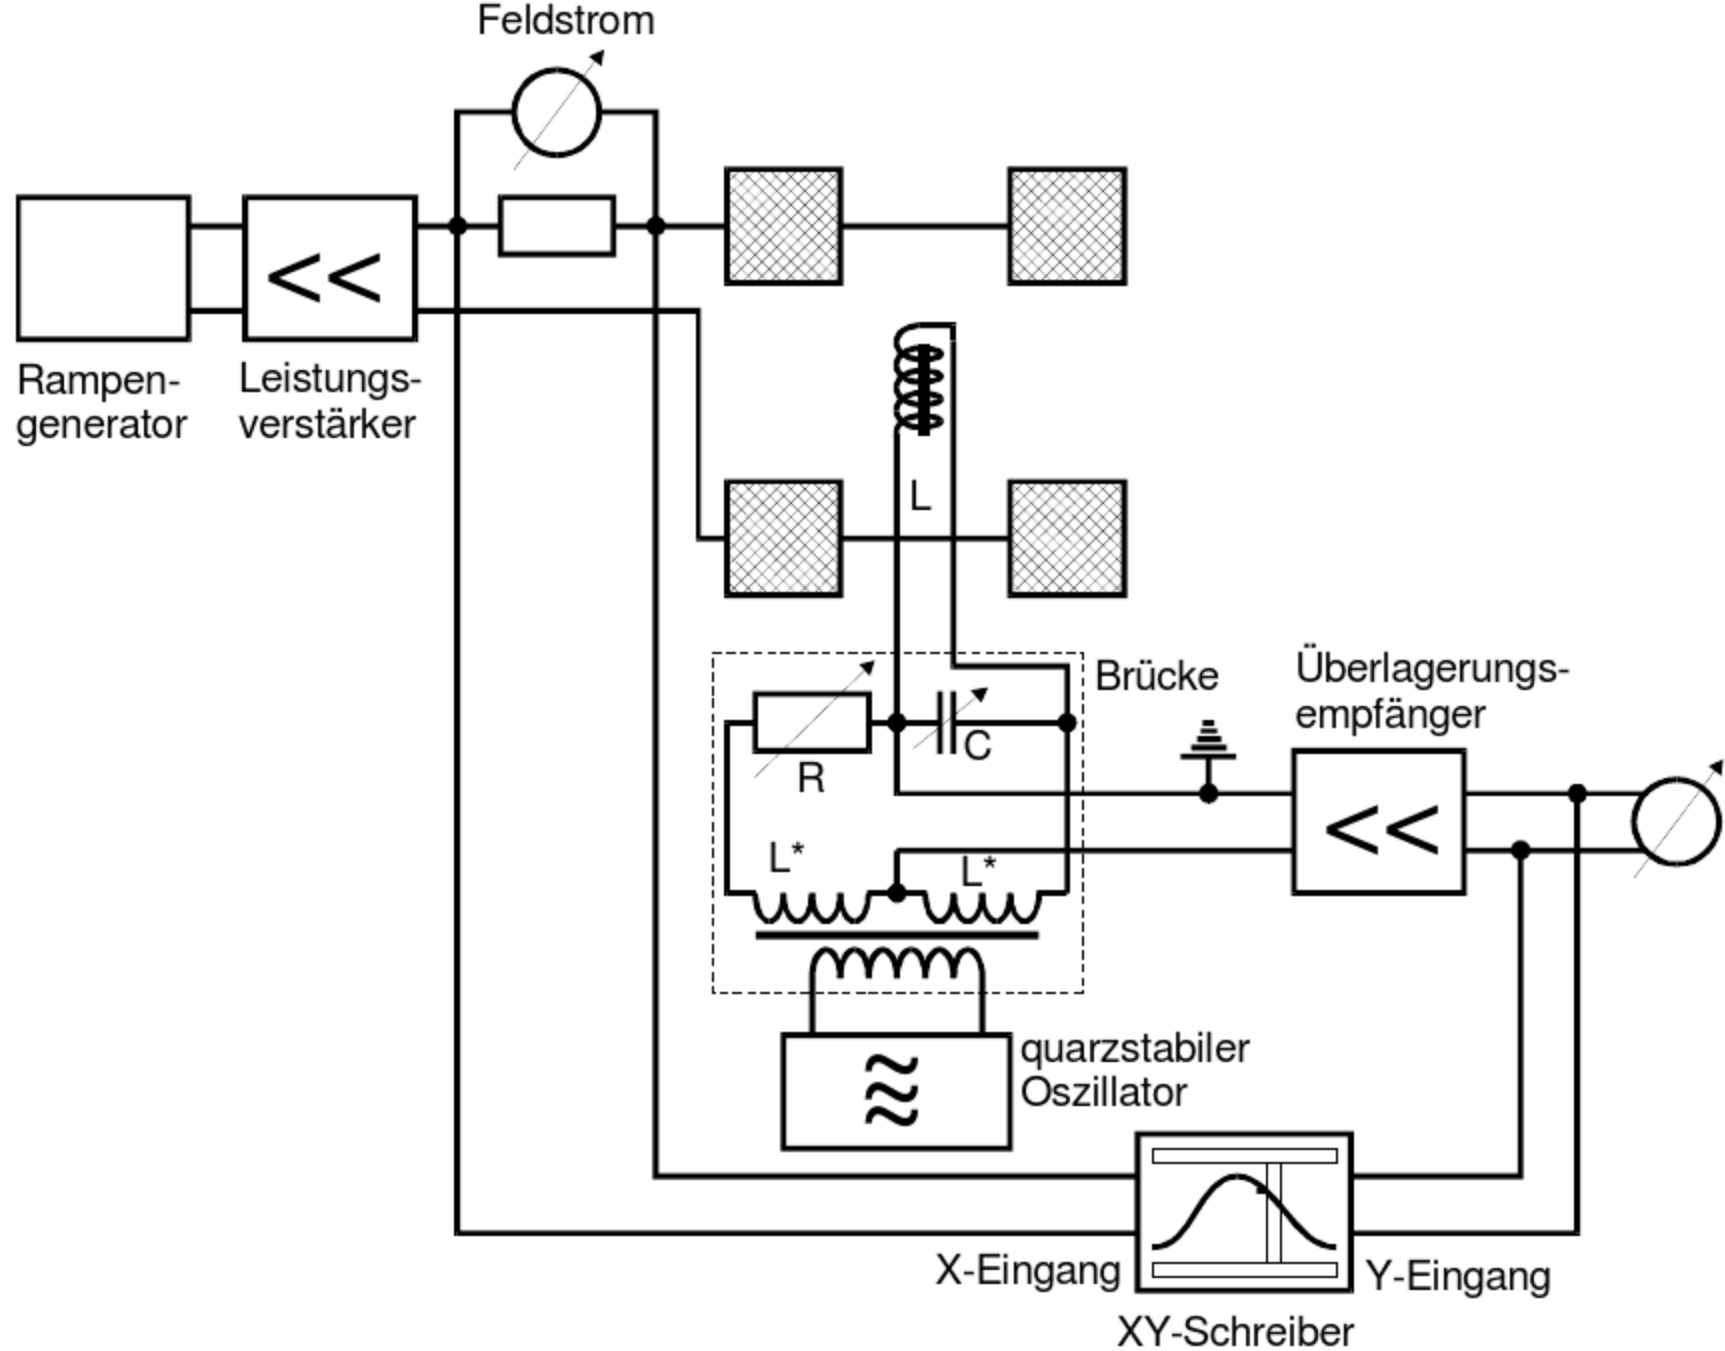 Feldstrom
<<
Rampen-
generator
Leistungs-
verstärker
L
Brücke
Überlagerungs-
empfänger
C
R
<<
L*
L*
quarzstabiler
Oszillator
X-Eingang
Y-Eingang
XY-Schreiber